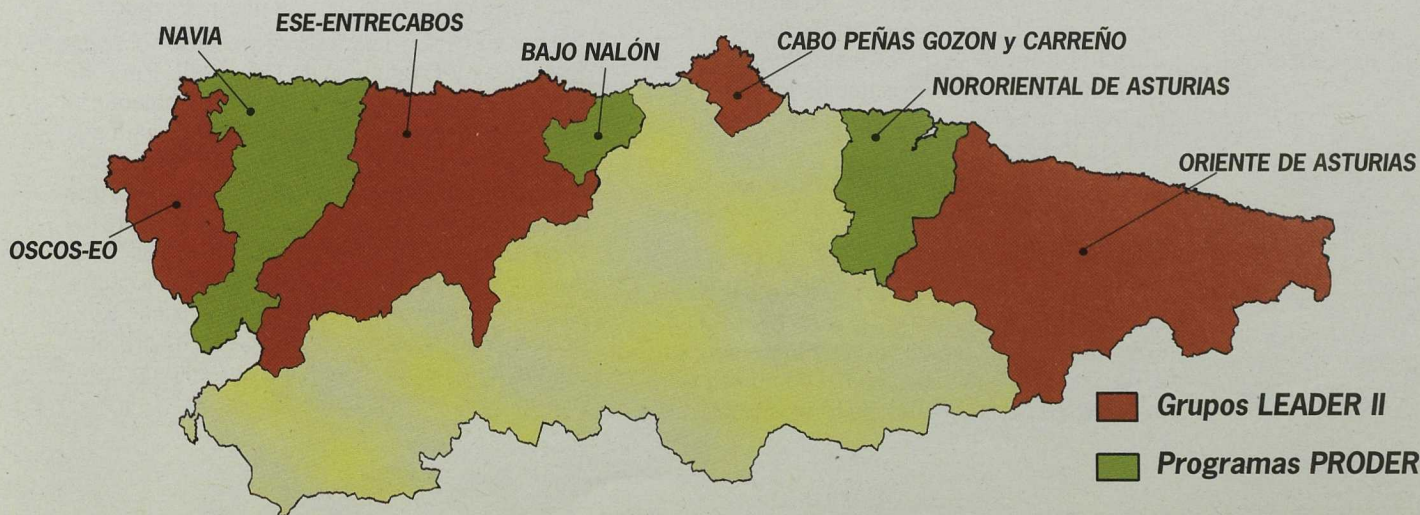 NAVIA
ESE-ENTRECABOS
BAJO NALÓN
CABO PEÑAS GOZON y CARREÑO
NORORIENTAL DE ASTURIAS
ORIENTE DE ASTURIAS
OSCOS-EO
Grupos LEADER II
Programas PRODER